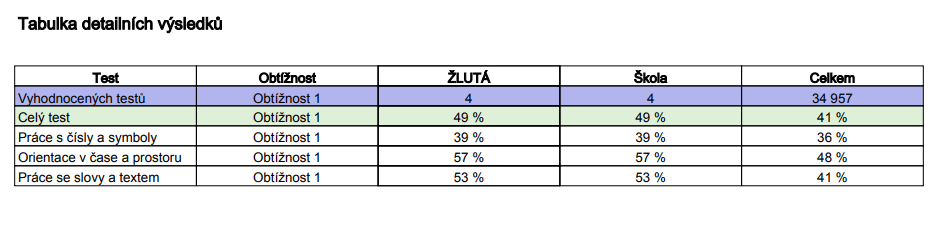 Tabulka detailních výsledků
Test Obtížnost ŽLUTÁ Škola Celkem
Vyhodnocených testů Obtížnost 1 4 4 34 957
Celý test Obtížnost 1 49 % 49 % 41 %
Práce s čísly a symboly Obtížnost 1 39 % 39 % 36 %
Orientace v čase a prostoru Obtížnost 1 57 % 57 % 48 %
Práce se slovy a textem Obtížnost 1 53 % 53 % 41 %